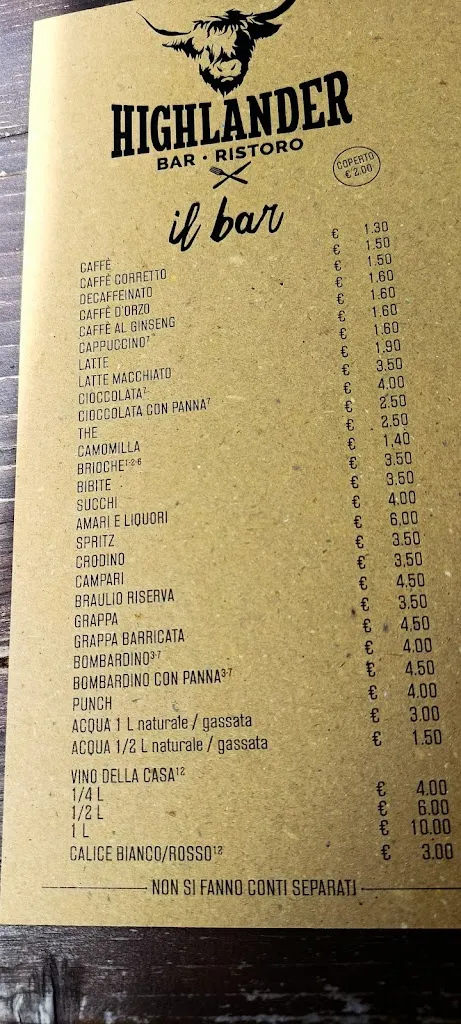 HIGHLANDER
BAR · RISTORO
COPERTO
€ 2.00
il bar
CAFFÈ € 1.30
CAFFÈ CORRETTO € 1.50
DECAFFEINATO € 1.50
CAFFÈ D'ORZO € 1.60
CAFFÈ AL GINSENG € 1.60
CAPPUCCINO⁷ € 1.60
LATTE € 1.60
LATTE MACCHIATO € 1.90
CIOCCOLATA⁷ € 3.50
CIOCCOLATA CON PANNA⁷ € 4.00
THE € 2.50
CAMOMILLA € 2.50
BRIOCHE¹⁻²⁻⁶ € 1,40
BIBITE € 3.50
SUCCHI € 3.50
AMARI E LIQUORI € 4.00
SPRITZ € 6.00
CRODINO € 3.50
CAMPARI € 3.50
BRAULIO RISERVA € 4.50
GRAPPA € 3.50
GRAPPA BARRICATA € 4.50
BOMBARDINO³⁻⁷ € 4.00
BOMBARDINO CON PANNA³⁻⁷ € 4.50
PUNCH € 4.00
ACQUA 1 L naturale / gassata € 3.00
ACQUA 1/2 L naturale / gassata € 1.50
VINO DELLA CASA¹²
1/4 L € 4.00
1/2 L € 6.00
1 L € 10.00
CALICE BIANCO/ROSSO¹² € 3.00
NON SI FANNO CONTI SEPARATI